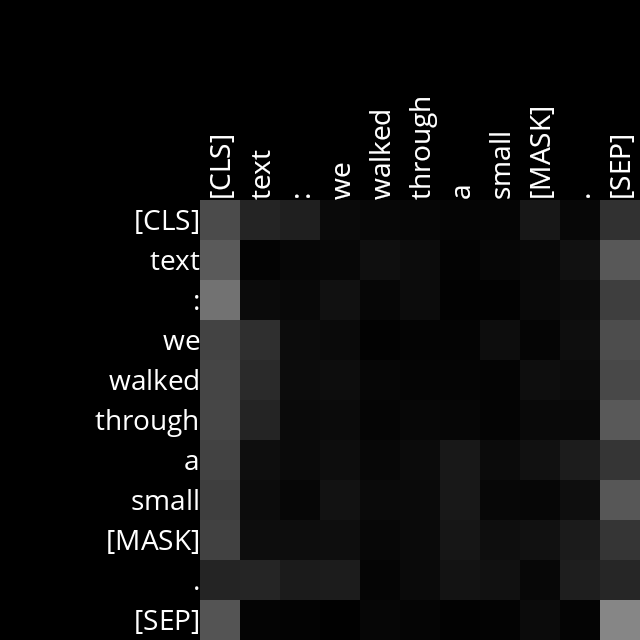 [CLS] text : we walked through a small [MASK] . [SEP]
[CLS]
text
:
we
walked
through
a
small
[MASK]
.
[SEP]